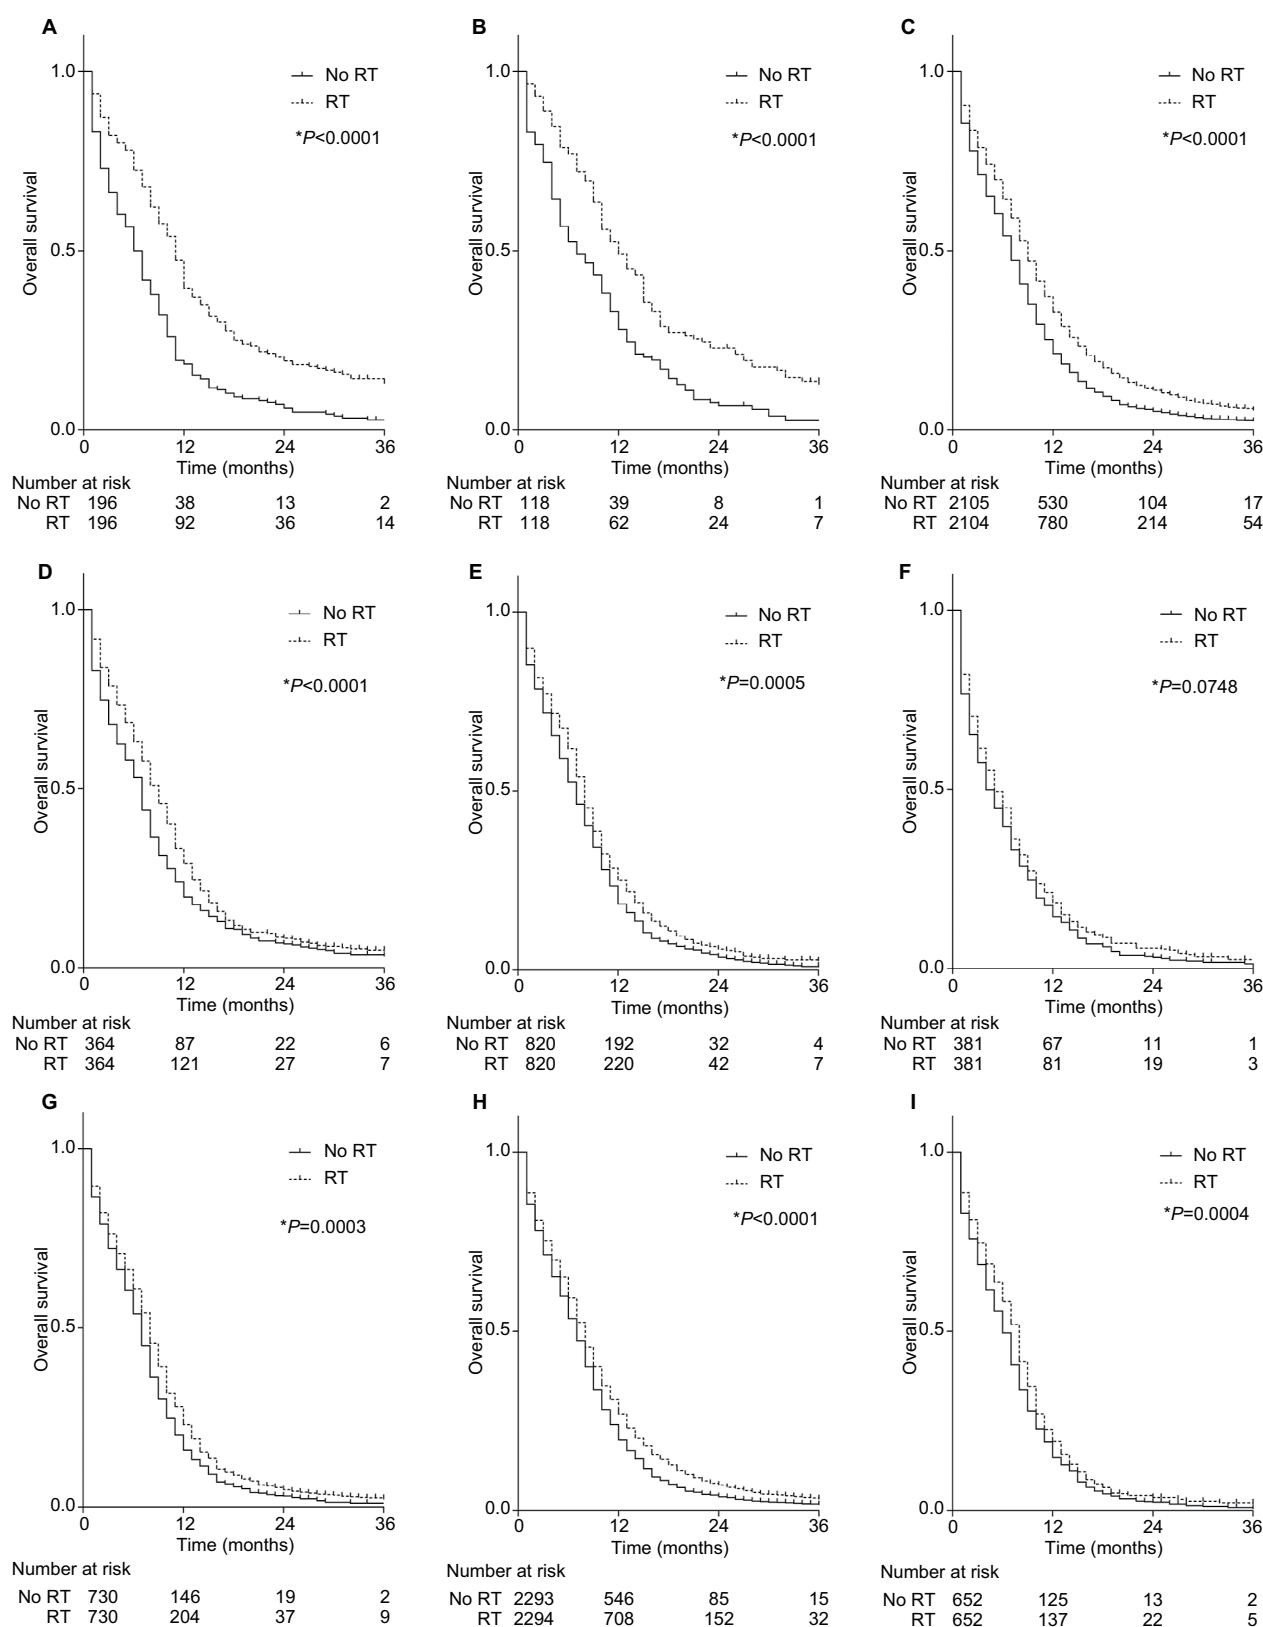 A
1.0
No RT
RT
*P<0.0001
Overall survival
0.5
0.0
0 12 24 36
Time (months)
Number at risk
No RT 196 38 13 2
RT 196 92 36 14
B
1.0
No RT
RT
*P<0.0001
Overall survival
0.5
0.0
0 12 24 36
Time (months)
Number at risk
No RT 118 39 8 1
RT 118 62 24 7
C
1.0
No RT
RT
*P<0.0001
Overall survival
0.5
0.0
0 12 24 36
Time (months)
Number at risk
No RT 2105 530 104 17
RT 2104 780 214 54
D
1.0
No RT
RT
*P<0.0001
Overall survival
0.5
0.0
0 12 24 36
Time (months)
Number at risk
No RT 364 87 22 6
RT 364 121 27 7
E
1.0
No RT
RT
*P=0.0005
Overall survival
0.5
0.0
0 12 24 36
Time (months)
Number at risk
No RT 820 192 32 4
RT 820 220 42 7
F
1.0
No RT
RT
*P=0.0748
Overall survival
0.5
0.0
0 12 24 36
Time (months)
Number at risk
No RT 381 67 11 1
RT 381 81 19 3
G
1.0
No RT
RT
*P=0.0003
Overall survival
0.5
0.0
0 12 24 36
Time (months)
Number at risk
No RT 730 146 19 2
RT 730 204 37 9
H
1.0
No RT
RT
*P<0.0001
Overall survival
0.5
0.0
0 12 24 36
Time (months)
Number at risk
No RT 2293 546 85 15
RT 2294 708 152 32
I
1.0
No RT
RT
*P=0.0004
Overall survival
0.5
0.0
0 12 24 36
Time (months)
Number at risk
No RT 652 125 13 2
RT 652 137 22 5